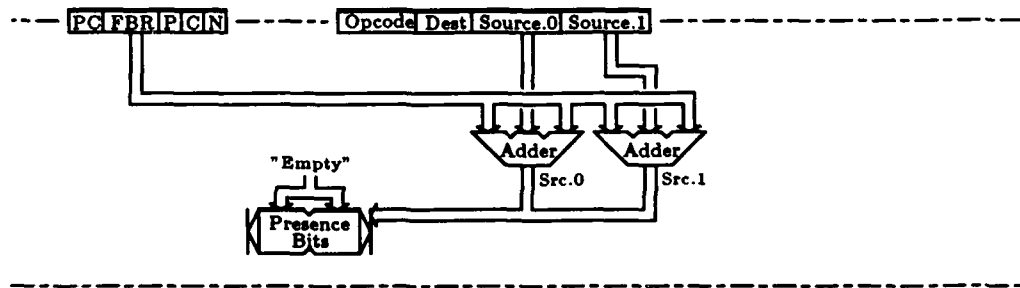 PC FBR P C N Opcode Dest Source.0 Source.1
Adder Adder
"Empty" Src.0 Src.1
Presence
Bits